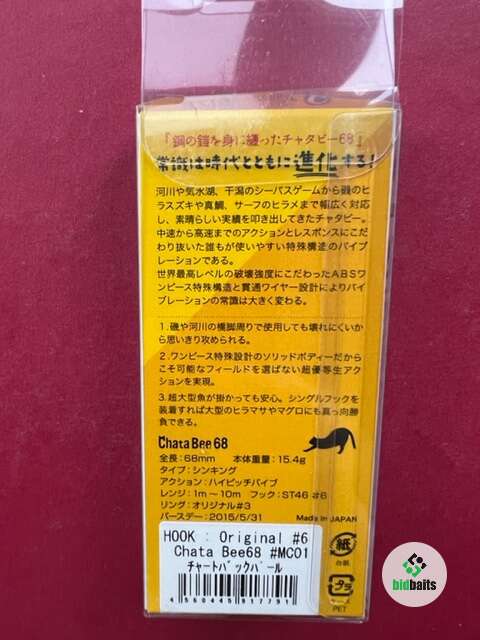 「鋼の鎧を身に纏ったチャタビー68」
常識は時代とともに進化する!
河川や気水湖、干潟のシーバスゲームから磯のヒ
ラスズキや真鯛、サーフのヒラメまで幅広く対応
し、素晴らしい実績を叩き出してきたチャタビー。
中速から高速までのアクションとレスポンスにこだ
わり抜いた誰もが使いやすい特殊構造のバイブ
レーションである。
世界最高レベルの破壊強度にこだわったABSワ
ンピース特殊構造と貫通ワイヤー設計によりバイ
ブレーションの常識は大きく変わる。
1.磯や河川の橋脚周りで使用しても壊れにくいか
ら思いきり攻められる。
2.ワンピース特殊設計のソリッドボディーだから
こそ可能なフィールドを選ばない超優等生アク
ションを実現。
3.超大型魚が掛かっても安心。シングルフックを
装着すれば大型のヒラマサやマグロにも真っ向勝
負できる。
Chata Bee 68
全長:68mm 本体重量:15.4g
タイプ:シンキング
アクション:ハイピッチバイブ
レンジ:1m~10m フック:ST46 #6
リング:オリジナル#3
バースデー:2015/5/31
Made in JAPAN
HOOK : Original #6
Chata Bee68 #MC01
チャートバックパール
4 560445 917791
紙
台紙
プラ
PET
bidbaits